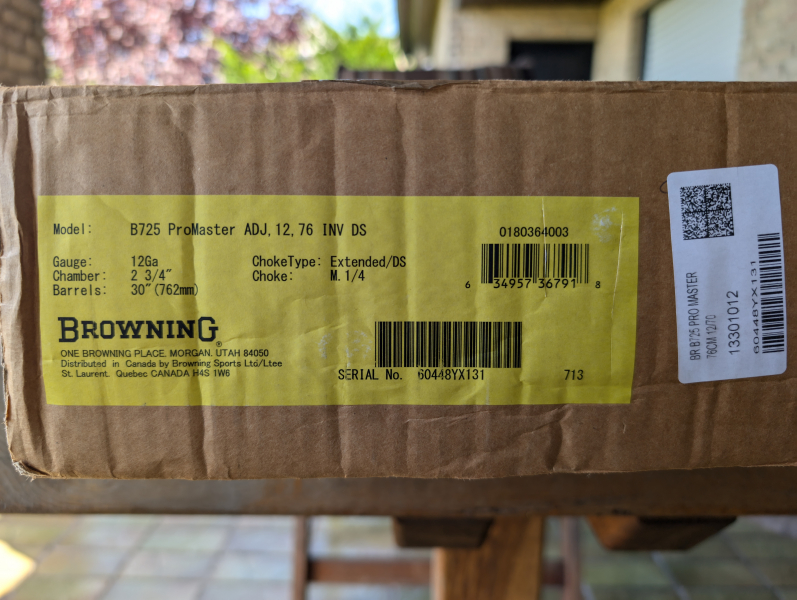 Model: B725 ProMaster ADJ,12,76 INV DS
0180364003
Gauge: 12Ga ChokeType: Extended/DS
Chamber: 2 3/4" Choke: M.1/4
Barrels: 30"(762mm)
6 34957 36791 8
BROWNING®
ONE BROWNING PLACE. MORGAN. UTAH 84050
Distributed in Canada by Browning Sports Ltd/Ltee
St. Laurent. Quebec CANADA H4S 1W6
SERIAL No. 60448YX131 713
BR B725 PRO MASTER
76CM 12/70
13301012
60448YX131